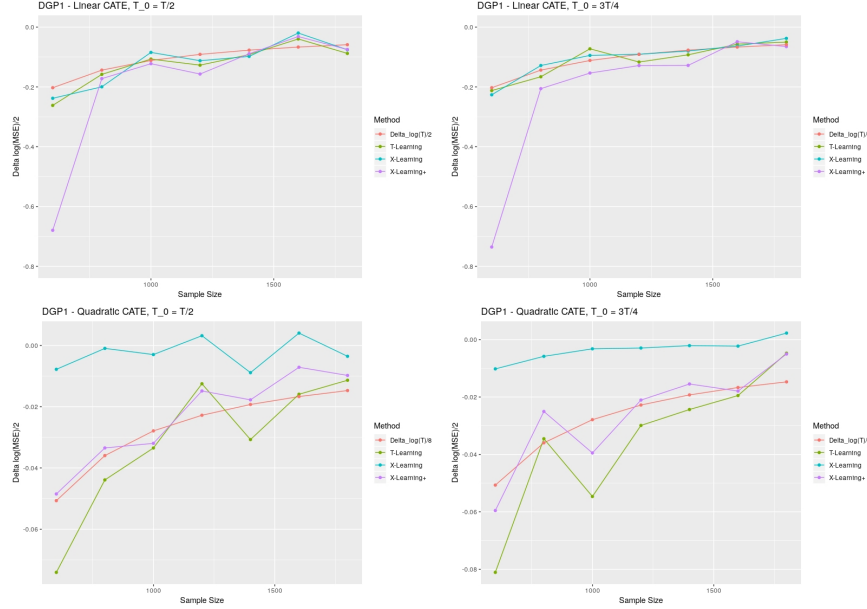 DGP1 - Linear CATE, T_0 = T/2
Delta log(MSE)/2
0.0
-0.2
-0.4
-0.6
-0.8
1000
1500
Sample Size
Method
Delta_log(T)/2
T-Learning
X-Learning
X-Learning+
DGP1 - Linear CATE, T_0 = 3T/4
Delta log(MSE)/2
0.0
-0.2
-0.4
-0.6
-0.8
1000
1500
Sample Size
Method
Delta_log(T)/
T-Learning
X-Learning
X-Learning+
DGP1 - Quadratic CATE, T_0 = T/2
Delta log(MSE)/2
0.00
-0.02
-0.04
-0.06
1000
1500
Sample Size
Method
Delta_log(T)/8
T-Learning
X-Learning
X-Learning+
DGP1 - Quadratic CATE, T_0 = 3T/4
Delta log(MSE)/2
0.00
-0.02
-0.04
-0.06
-0.08
1000
1500
Sample Size
Method
Delta_log(T)/
T-Learning
X-Learning
X-Learning+